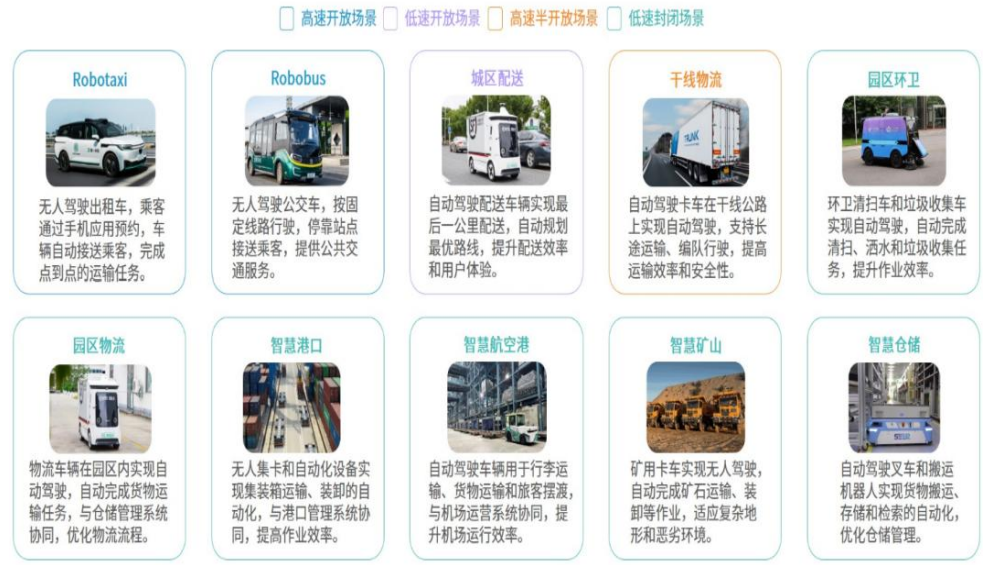 高速开放场景 低速开放场景 高速半开放场景 低速封闭场景
Robotaxi
无人驾驶出租车，乘客
通过手机应用预约，车
辆自动接送乘客，完成
点到点的运输任务。
Robobus
无人驾驶公交车，按固
定线路行驶，停靠站点
接送乘客，提供公共交
通服务。
城区配送
自动驾驶配送车辆实现最
后一公里配送，自动规划
最优路线，提升配送效率
和用户体验。
干线物流
TRUNK
自动驾驶卡车在干线公路
上实现自动驾驶，支持长
途运输、编队行驶，提高
运输效率和安全性。
园区环卫
环卫清扫车和垃圾收集车
实现自动驾驶，自动完成
清扫、洒水和垃圾收集任
务，提升作业效率。
园区物流
物流车辆在园区内实现自
动驾驶，自动完成货物运
输任务，与仓储管理系统
协同，优化物流流程。
智慧港口
无人集卡和自动化设备实
现集装箱运输、装卸的自
动化，与港口管理系统协
同，提高作业效率。
智慧航空港
自动驾驶车辆用于行李运
输、货物运输和旅客摆渡，
与机场运营系统协同，提
升机场运行效率。
智慧矿山
矿用卡车实现无人驾驶，
自动完成矿石运输、装
卸等作业，适应复杂地
形和恶劣环境。
智慧仓储
自动驾驶叉车和搬运
机器人实现货物搬运、
存储和检索的自动化，
优化仓储管理。